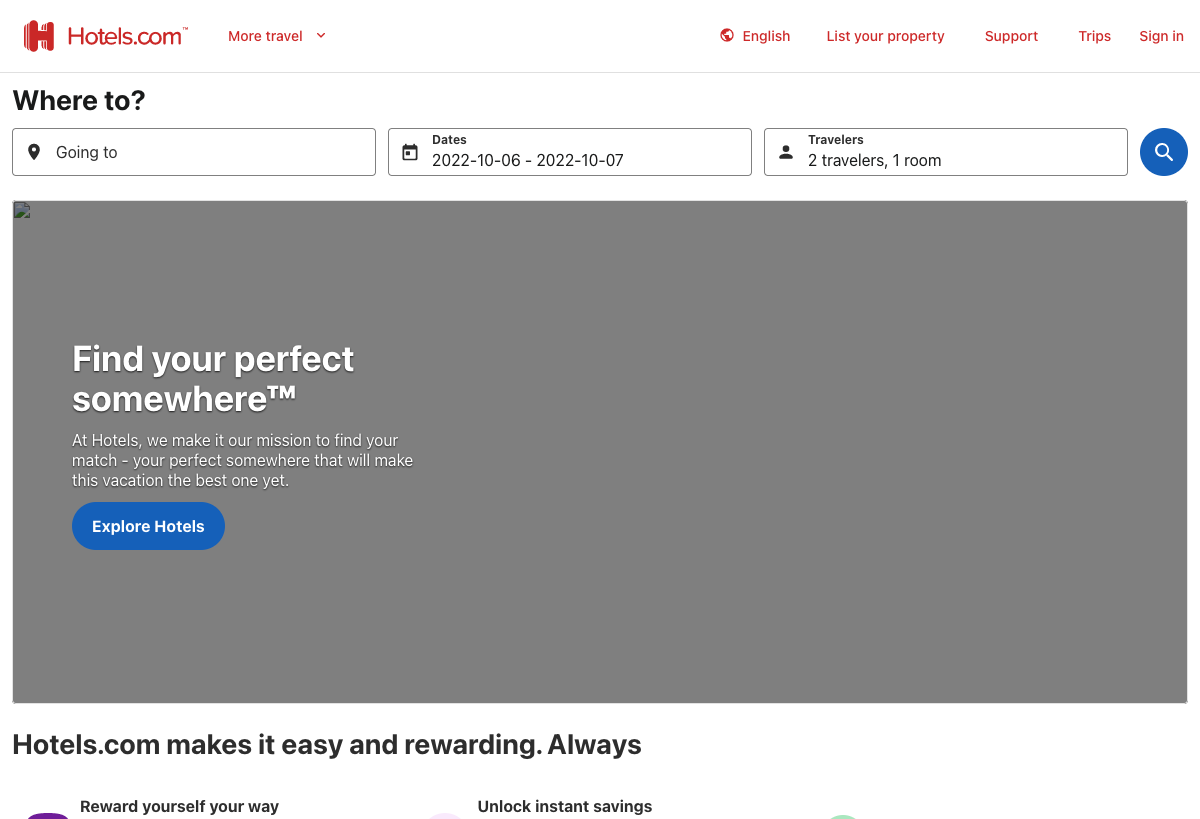 Hotels.com™
More travel
English
List your property
Support
Trips
Sign in
Where to?
Going to
Dates
2022-10-06 - 2022-10-07
Travelers
2 travelers, 1 room
Find your perfect
somewhere™
At Hotels, we make it our mission to find your
match - your perfect somewhere that will make
this vacation the best one yet.
Explore Hotels
Hotels.com makes it easy and rewarding. Always
Reward yourself your way
Unlock instant savings